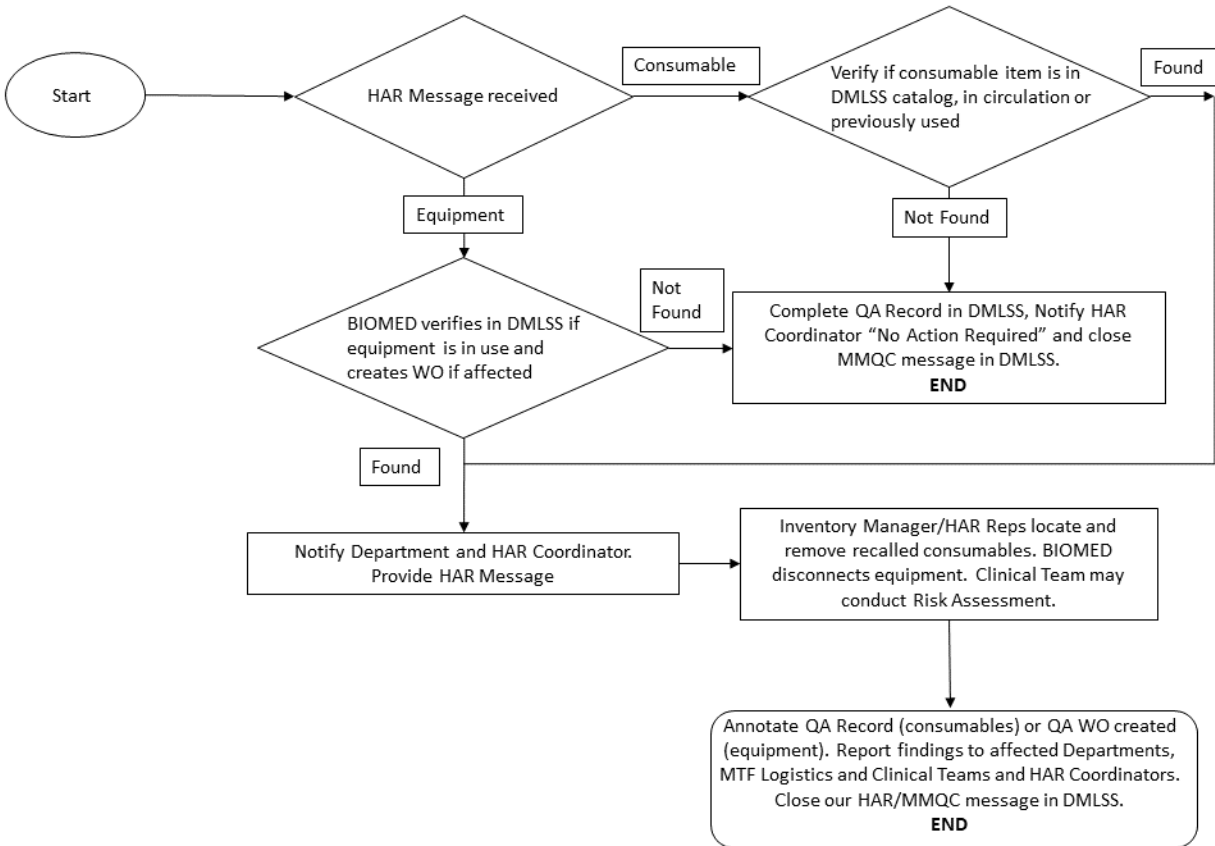 Start
HAR Message received
Consumable
Verify if consumable item is in
DMLSS catalog, in circulation or
previously used
Found
Equipment
Not Found
BIOMED verifies in DMLSS if
equipment is in use and
creates WO if affected
Not
Found
Complete QA Record in DMLSS, Notify HAR
Coordinator “No Action Required” and close
MMQC message in DMLSS.
END
Found
Notify Department and HAR Coordinator.
Provide HAR Message
Inventory Manager/HAR Reps locate and
remove recalled consumables. BIOMED
disconnects equipment. Clinical Team may
conduct Risk Assessment.
Annotate QA Record (consumables) or QA WO created
(equipment). Report findings to affected Departments,
MTF Logistics and Clinical Teams and HAR Coordinators.
Close our HAR/MMQC message in DMLSS.
END